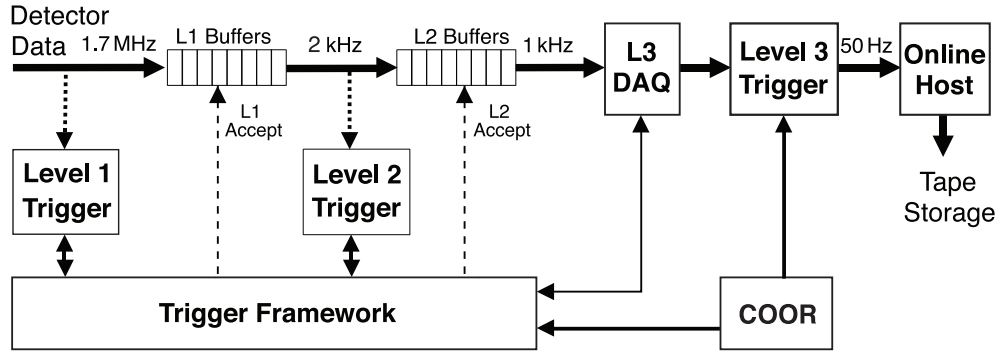 Detector
Data
1.7 MHz
L1 Buffers
2 kHz
L2 Buffers
1 kHz
L3
DAQ
Level 3
Trigger
50 Hz
Online
Host
L1
Accept
L2
Accept
Level 1
Trigger
Level 2
Trigger
Tape
Storage
Trigger Framework
COOR